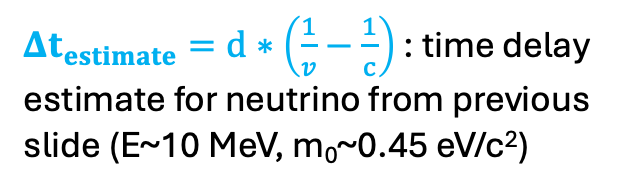 Δt_estimate = d * (1/v − 1/c) : time delay
estimate for neutrino from previous
slide (E~10 MeV, m₀~0.45 eV/c²)